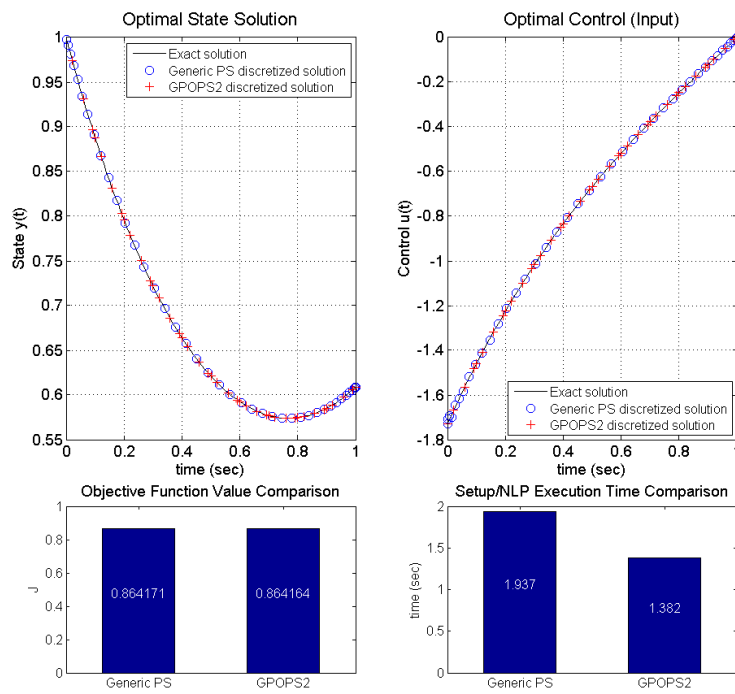 Optimal State Solution
1
0.95
0.9
0.85
0.8
0.75
0.7
0.65
0.6
0.55
State y(t)
0
0.2
0.4
0.6
0.8
1
time (sec)
Exact solution
Generic PS discretized solution
GPOPS2 discretized solution
Optimal Control (Input)
0
-0.2
-0.4
-0.6
-0.8
-1
-1.2
-1.4
-1.6
-1.8
Control u(t)
0
0.2
0.4
0.6
0.8
1
time (sec)
Exact solution
Generic PS discretized solution
GPOPS2 discretized solution
Objective Function Value Comparison
1
0.8
0.6
0.4
0.2
0
J
0.864171
0.864164
Generic PS
GPOPS2
Setup/NLP Execution Time Comparison
2
1.5
1
0.5
0
time (sec)
1.937
1.382
Generic PS
GPOPS2